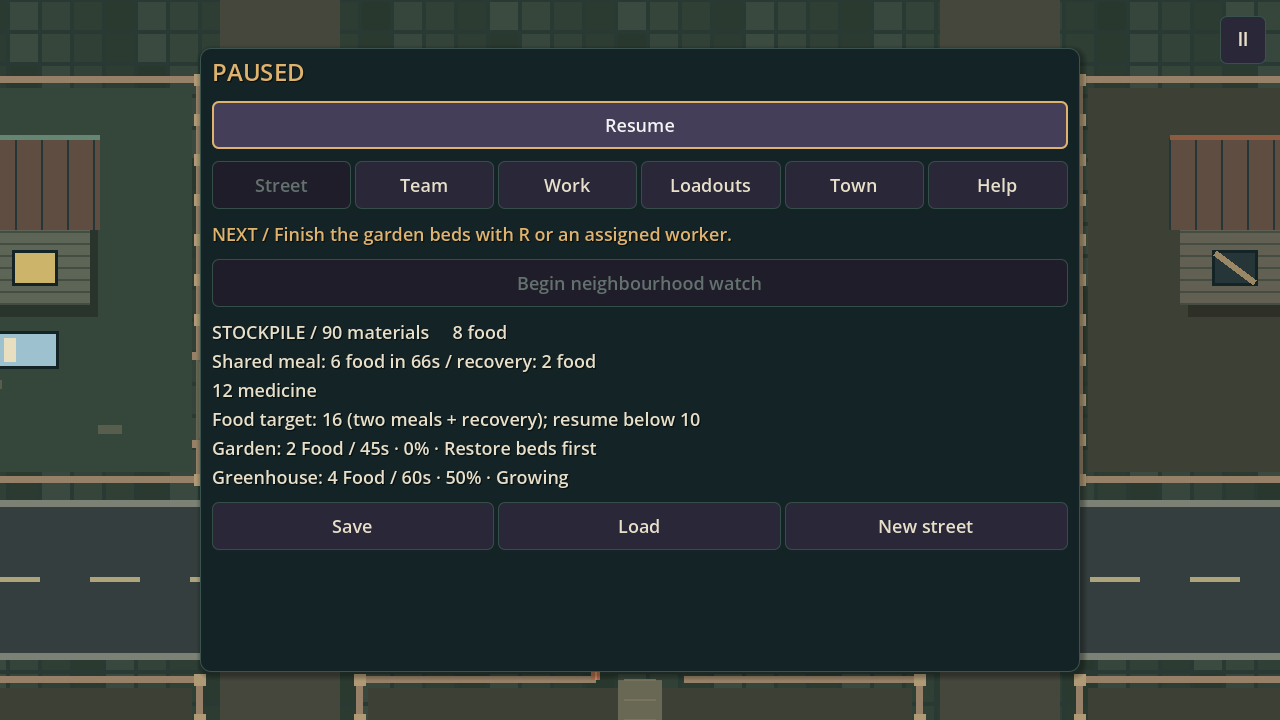 PAUSED
Resume
Street Team Work Loadouts Town Help
NEXT / Finish the garden beds with R or an assigned worker.
Begin neighbourhood watch
STOCKPILE / 90 materials 8 food
Shared meal: 6 food in 66s / recovery: 2 food
12 medicine
Food target: 16 (two meals + recovery); resume below 10
Garden: 2 Food / 45s · 0% · Restore beds first
Greenhouse: 4 Food / 60s · 50% · Growing
Save Load New street